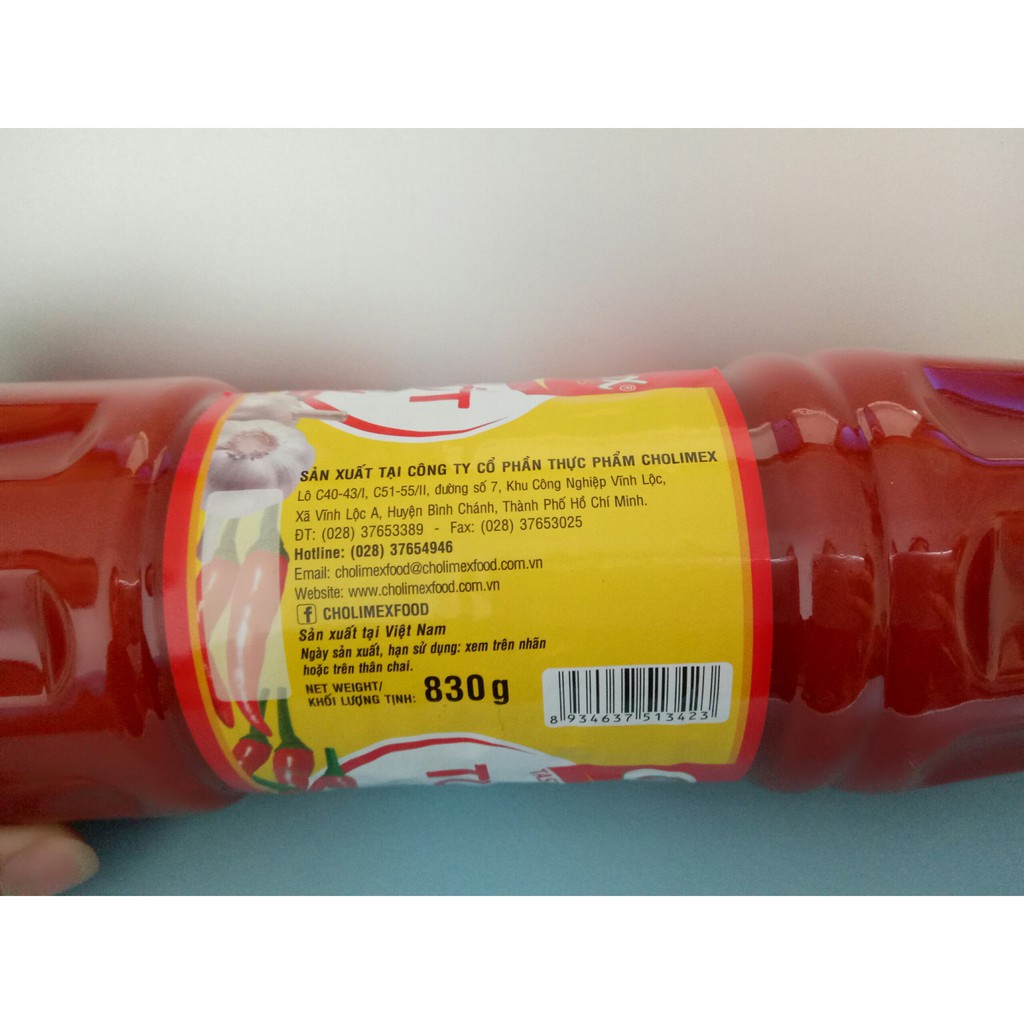 SẢN XUẤT TẠI CÔNG TY CỔ PHẦN THỰC PHẨM CHOLIMEX
Lô C40-43/I, C51-55/II, đường số 7, Khu Công Nghiệp Vĩnh Lộc,
Xã Vĩnh Lộc A, Huyện Bình Chánh, Thành Phố Hồ Chí Minh.
ĐT: (028) 37653389 - Fax: (028) 37653025
Hotline: (028) 37654946
Email: cholimexfood@cholimexfood.com.vn
Website: www.cholimexfood.com.vn
f CHOLIMEXFOOD
Sản xuất tại Việt Nam
Ngày sản xuất, hạn sử dụng: xem trên nhãn
hoặc trên thân chai.
NET WEIGHT/
KHỐI LƯỢNG TỊNH: 830 g
8 934637 513423